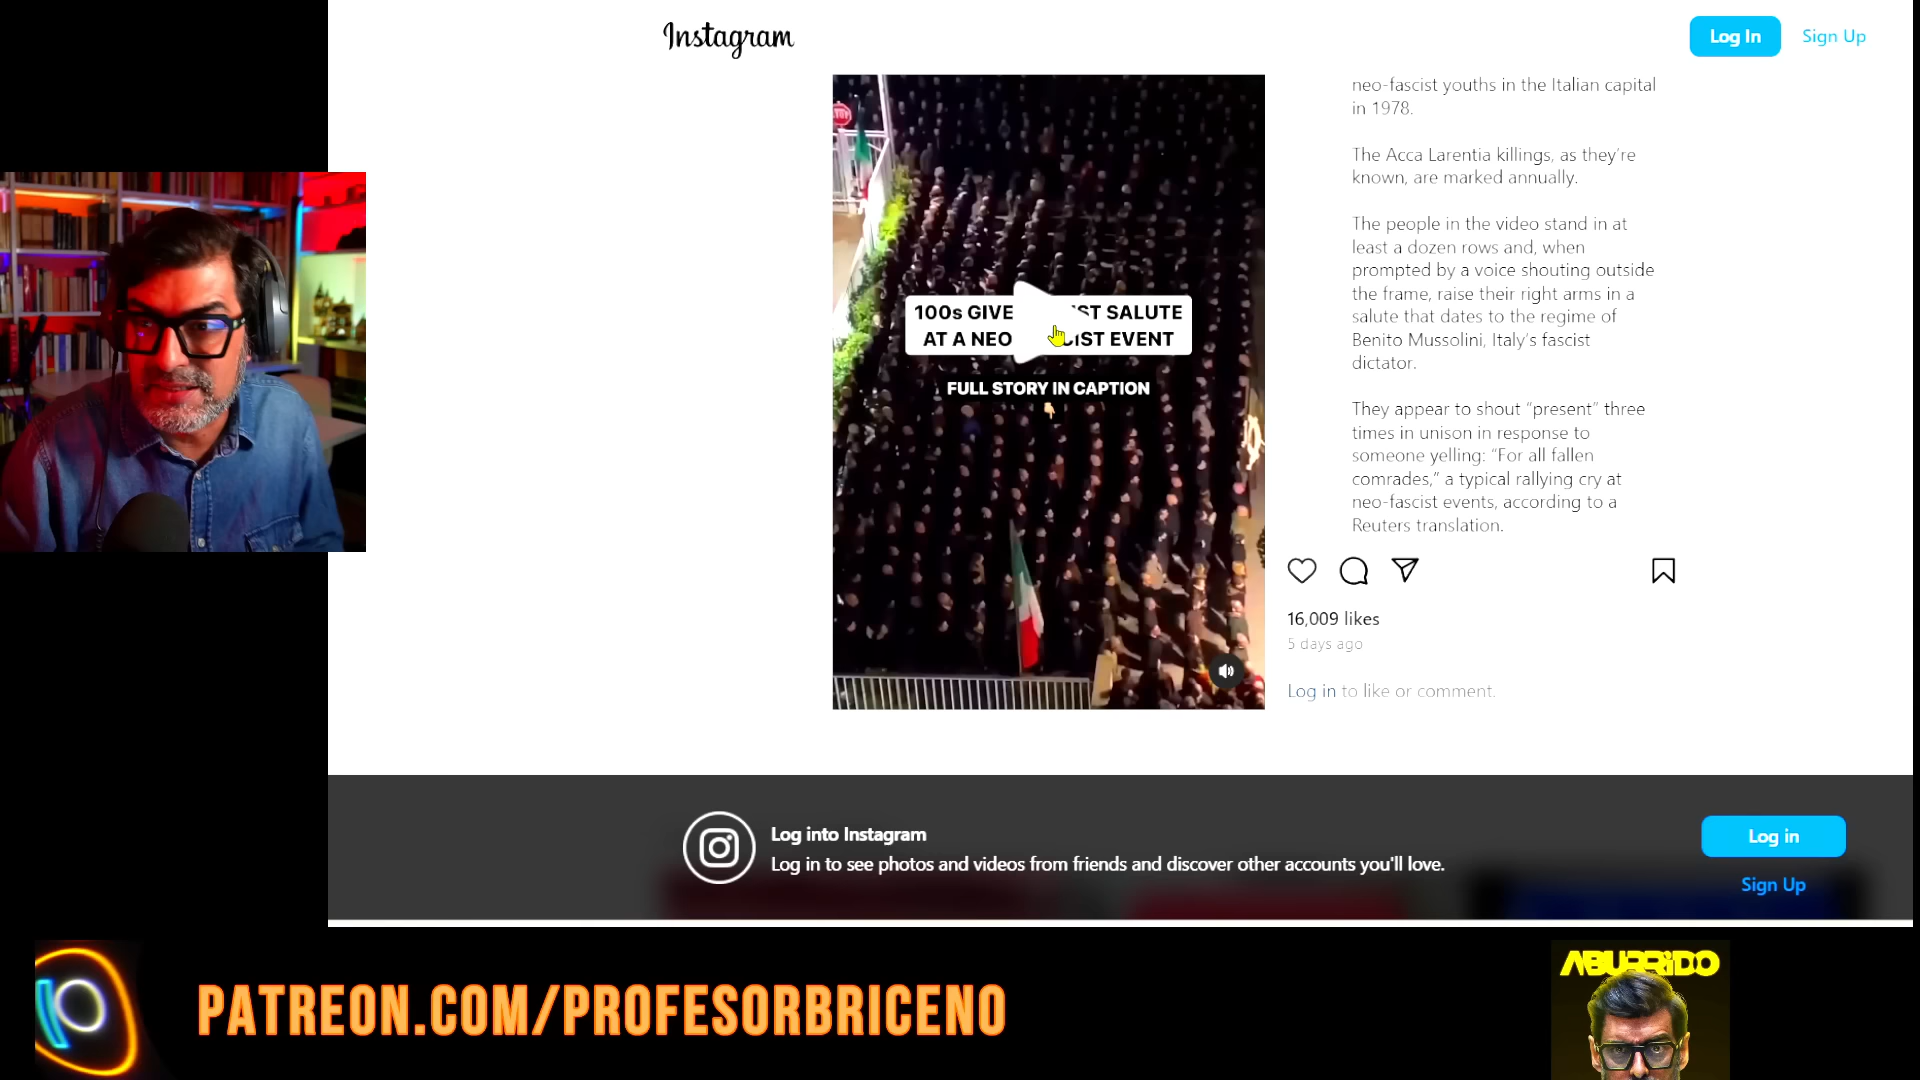 Instagram
Log In
Sign Up
neo-fascist youths in the Italian capital
in 1978.
The Acca Larentia killings, as they're
known, are marked annually.
The people in the video stand in at
least a dozen rows and, when
prompted by a voice shouting outside
the frame, raise their right arms in a
salute that dates to the regime of
Benito Mussolini, Italy's fascist
dictator.
They appear to shout “present” three
times in unison in response to
someone yelling: “For all fallen
comrades,” a typical rallying cry at
neo-fascist events, according to a
Reuters translation.
100s GIVE ST SALUTE
AT A NEO CIST EVENT
FULL STORY IN CAPTION
16,009 likes
5 days ago
Log in to like or comment.
Log into Instagram
Log in to see photos and videos from friends and discover other accounts you'll love.
Log in
Sign Up
PATREON.COM/PROFESORBRICENO
ABURRIDO